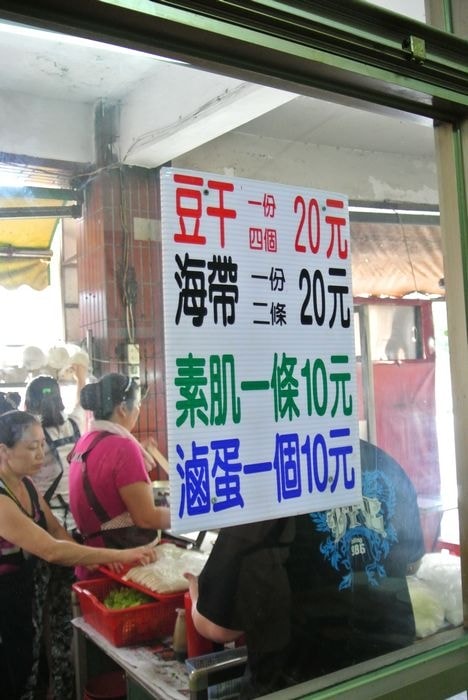 豆干 一份四個 20元
海帶 一份二條 20元
素肌一條10元
滷蛋一個10元
986